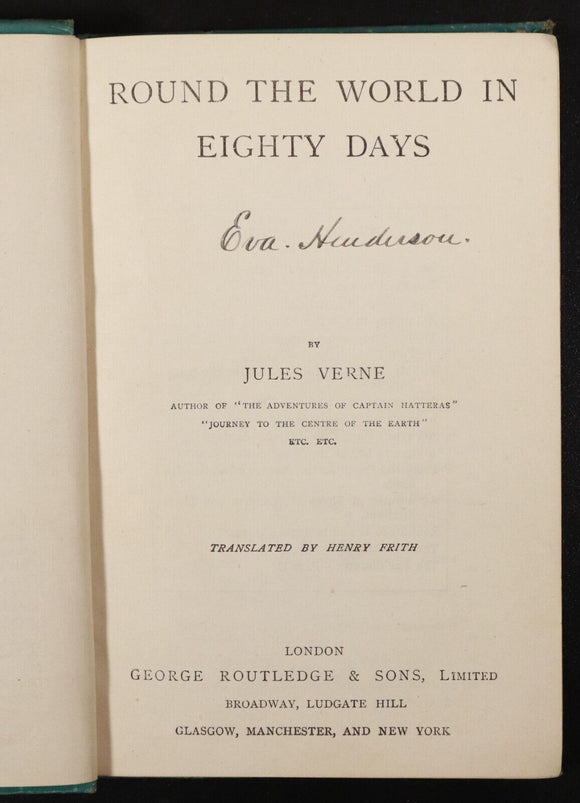 ROUND THE WORLD IN
EIGHTY DAYS
Eva. Henderson.
BY
JULES VERNE
AUTHOR OF "THE ADVENTURES OF CAPTAIN HATTERAS"
"JOURNEY TO THE CENTRE OF THE EARTH"
ETC. ETC.
TRANSLATED BY HENRY FRITH
LONDON
GEORGE ROUTLEDGE & SONS, LIMITED
BROADWAY, LUDGATE HILL
GLASGOW, MANCHESTER, AND NEW YORK